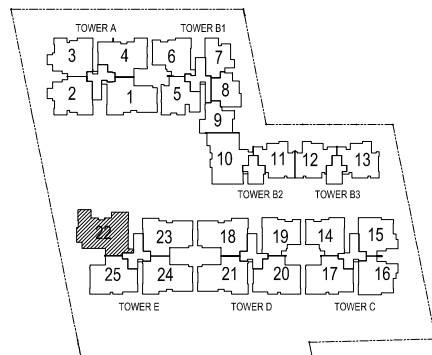 TOWER A TOWER B1
3 4 6 7
2 1 5 8
9
10 11 12 13
TOWER B2 TOWER B3
22 23 18 19 14 15
25 24 21 20 17 16
TOWER E TOWER D TOWER C